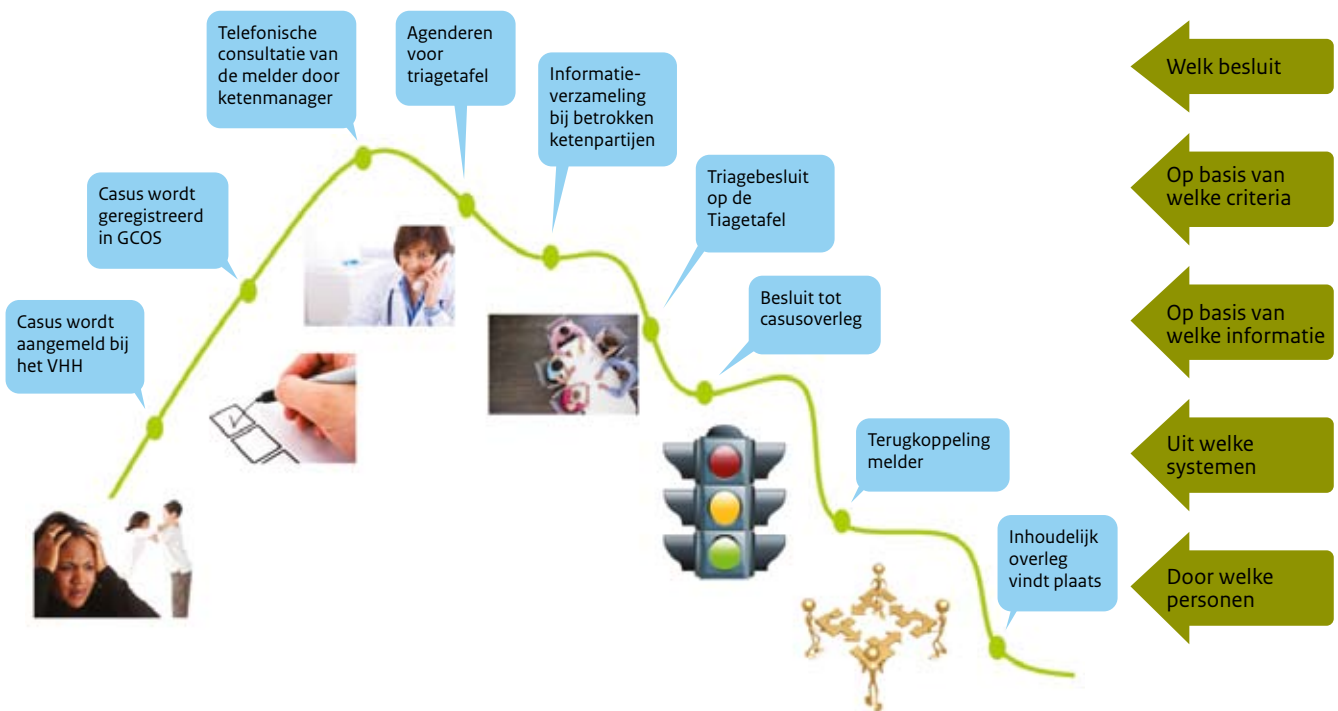 Telefonische
consultatie van
de melder door
ketenmanager
Agenderen
voor
triagetafel
Informatie-
verzameling
bij betrokken
ketenpartijen
Casus wordt
geregistreerd
in GCOS
Triagebesluit
op de
Tiagetafel
Casus wordt
aangemeld bij
het VHH
Besluit tot
casusoverleg
Terugkoppeling
melder
Inhoudelijk
overleg
vindt plaats
Welk besluit
Op basis van
welke criteria
Op basis van
welke informatie
Uit welke
systemen
Door welke
personen